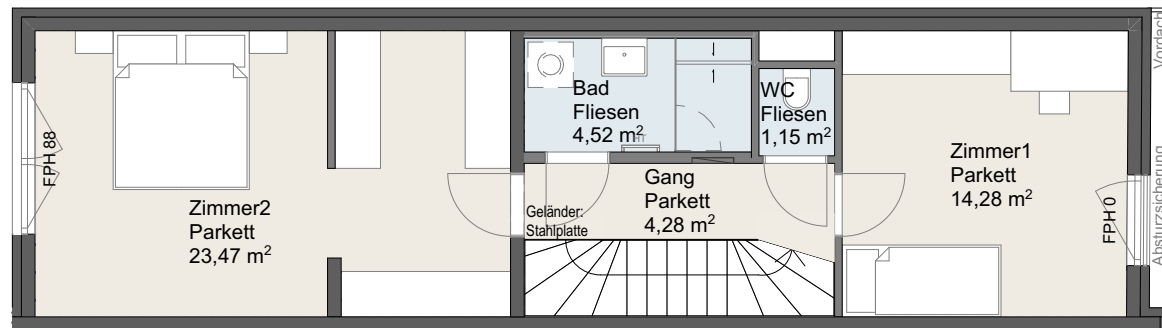 Vordach
Bad
Fliesen
4,52 m²
WC
Fliesen
1,15 m²
FPH 88
Zimmer2
Parkett
23,47 m²
Geländer:
Stahlplatte
Gang
Parkett
4,28 m²
Zimmer1
Parkett
14,28 m²
FPH 0
Absturzsicherung